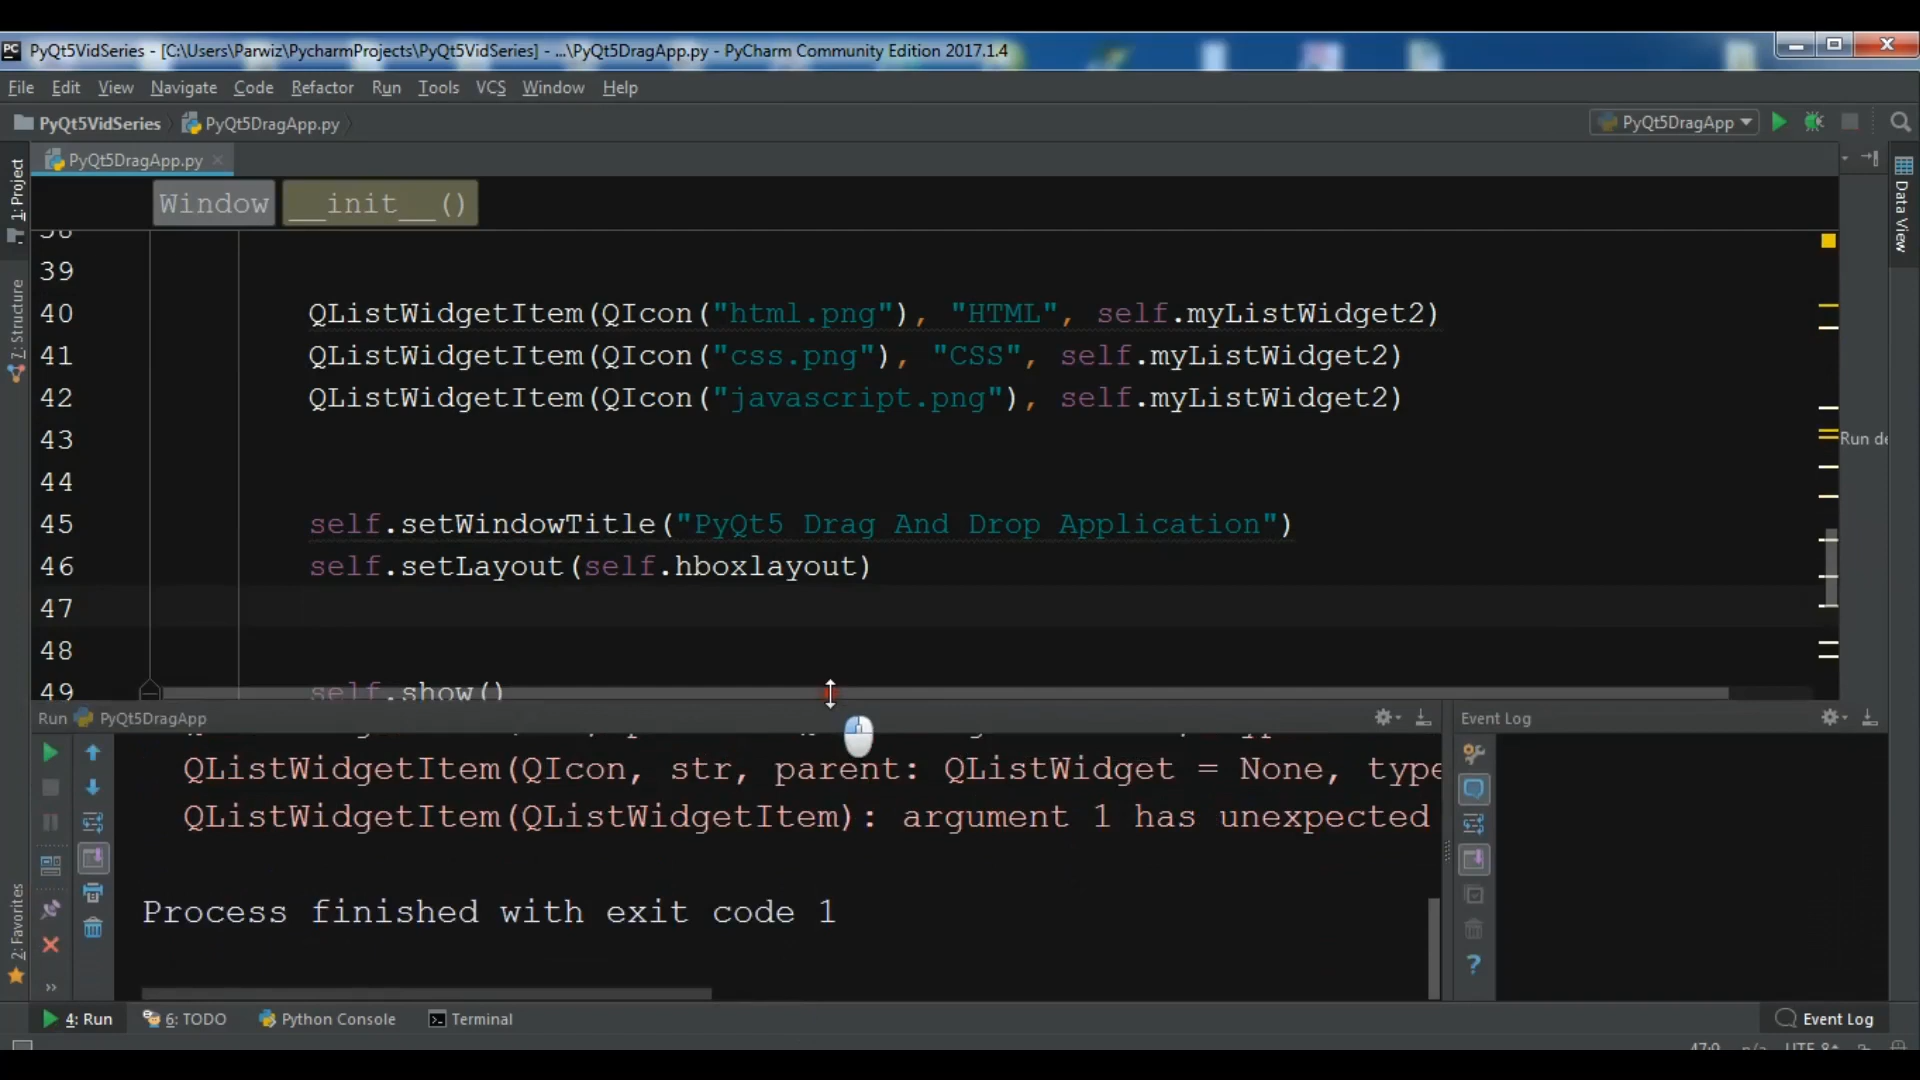 PyQt5VidSeries - [C:\Users\Parwiz\PycharmProjects\PyQt5VidSeries] - ...\PyQt5DragApp.py - PyCharm Community Edition 2017.1.4
File Edit View Navigate Code Refactor Run Tools VCS Window Help
PyQt5VidSeries PyQt5DragApp.py PyQt5DragApp
PyQt5DragApp.py
Window __init__()
1: Project
7: Structure
2: Favorites
Data View
39
40 QListWidgetItem(QIcon("html.png"), "HTML", self.myListWidget2)
41 QListWidgetItem(QIcon("css.png"), "CSS", self.myListWidget2)
42 QListWidgetItem(QIcon("javascript.png"), self.myListWidget2)
43
Run de
44
45 self.setWindowTitle("PyQt5 Drag And Drop Application")
46 self.setLayout(self.hboxlayout)
47
48
49 self.show()
Run PyQt5DragApp
Event Log
QListWidgetItem(QIcon, str, parent: QListWidget = None, type
QListWidgetItem(QListWidgetItem): argument 1 has unexpected
Process finished with exit code 1
4: Run 6: TODO Python Console Terminal Event Log
47:9 n/a UTF-8